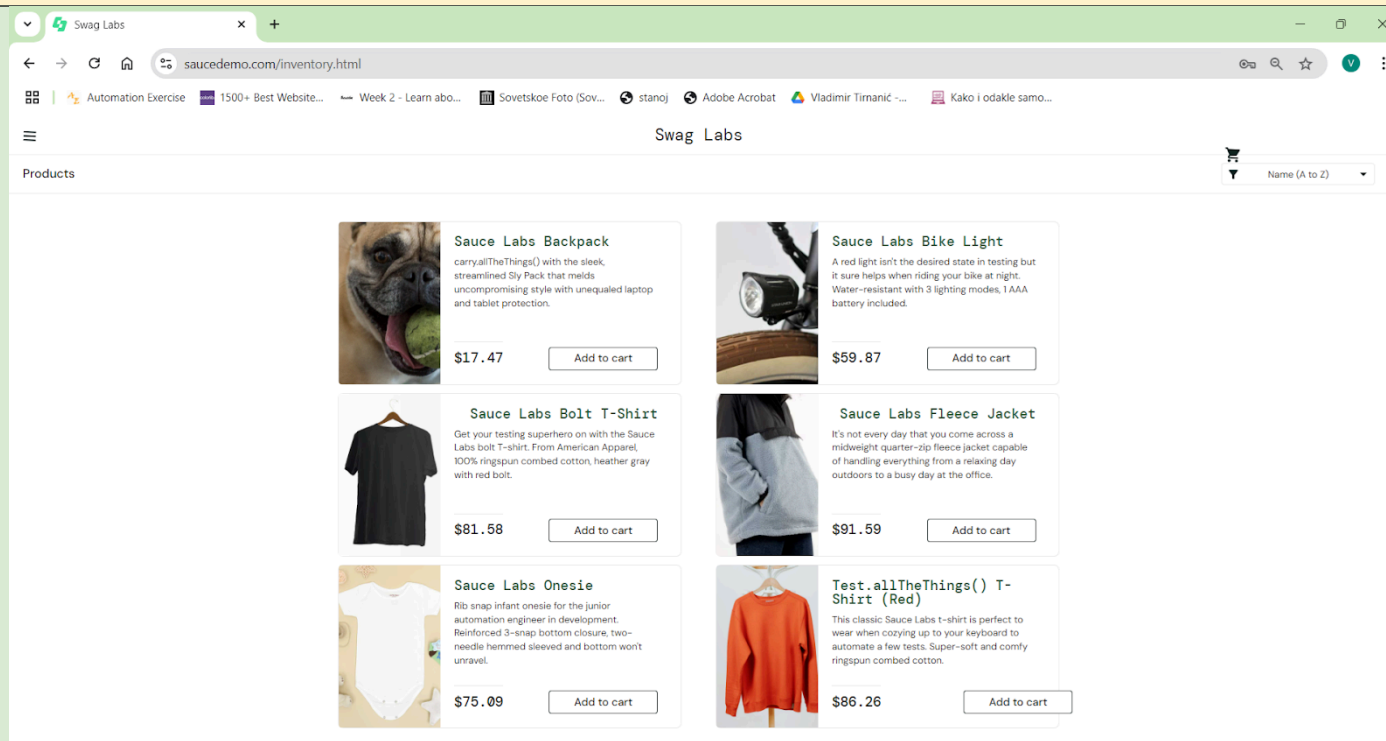 Swag Labs
saucedemo.com/inventory.html
V
Automation Exercise
1500+ Best Website...
Week 2 - Learn abo...
Sovetskoe Foto (Sov...
stanoj
Adobe Acrobat
Vladimir Tirnanić -...
Kako i odakle samo...
Swag Labs
Products
Name (A to Z)
Sauce Labs Backpack
carry.allTheThings() with the sleek,
streamlined Sly Pack that melds
uncompromising style with unequaled laptop
and tablet protection.
$17.47
Add to cart
Sauce Labs Bike Light
A red light isn't the desired state in testing but
it sure helps when riding your bike at night.
Water-resistant with 3 lighting modes, 1 AAA
battery included.
$59.87
Add to cart
Sauce Labs Bolt T-Shirt
Get your testing superhero on with the Sauce
Labs bolt T-shirt. From American Apparel,
100% ringspun combed cotton, heather gray
with red bolt.
$81.58
Add to cart
Sauce Labs Fleece Jacket
It's not every day that you come across a
midweight quarter-zip fleece jacket capable
of handling everything from a relaxing day
outdoors to a busy day at the office.
$91.59
Add to cart
Sauce Labs Onesie
Rib snap infant onesie for the junior
automation engineer in development.
Reinforced 3-snap bottom closure, two-
needle hemmed sleeved and bottom won't
unravel.
$75.09
Add to cart
Test.allTheThings() T-
Shirt (Red)
This classic Sauce Labs t-shirt is perfect to
wear when cozying up to your keyboard to
automate a few tests. Super-soft and comfy
ringspun combed cotton.
$86.26
Add to cart